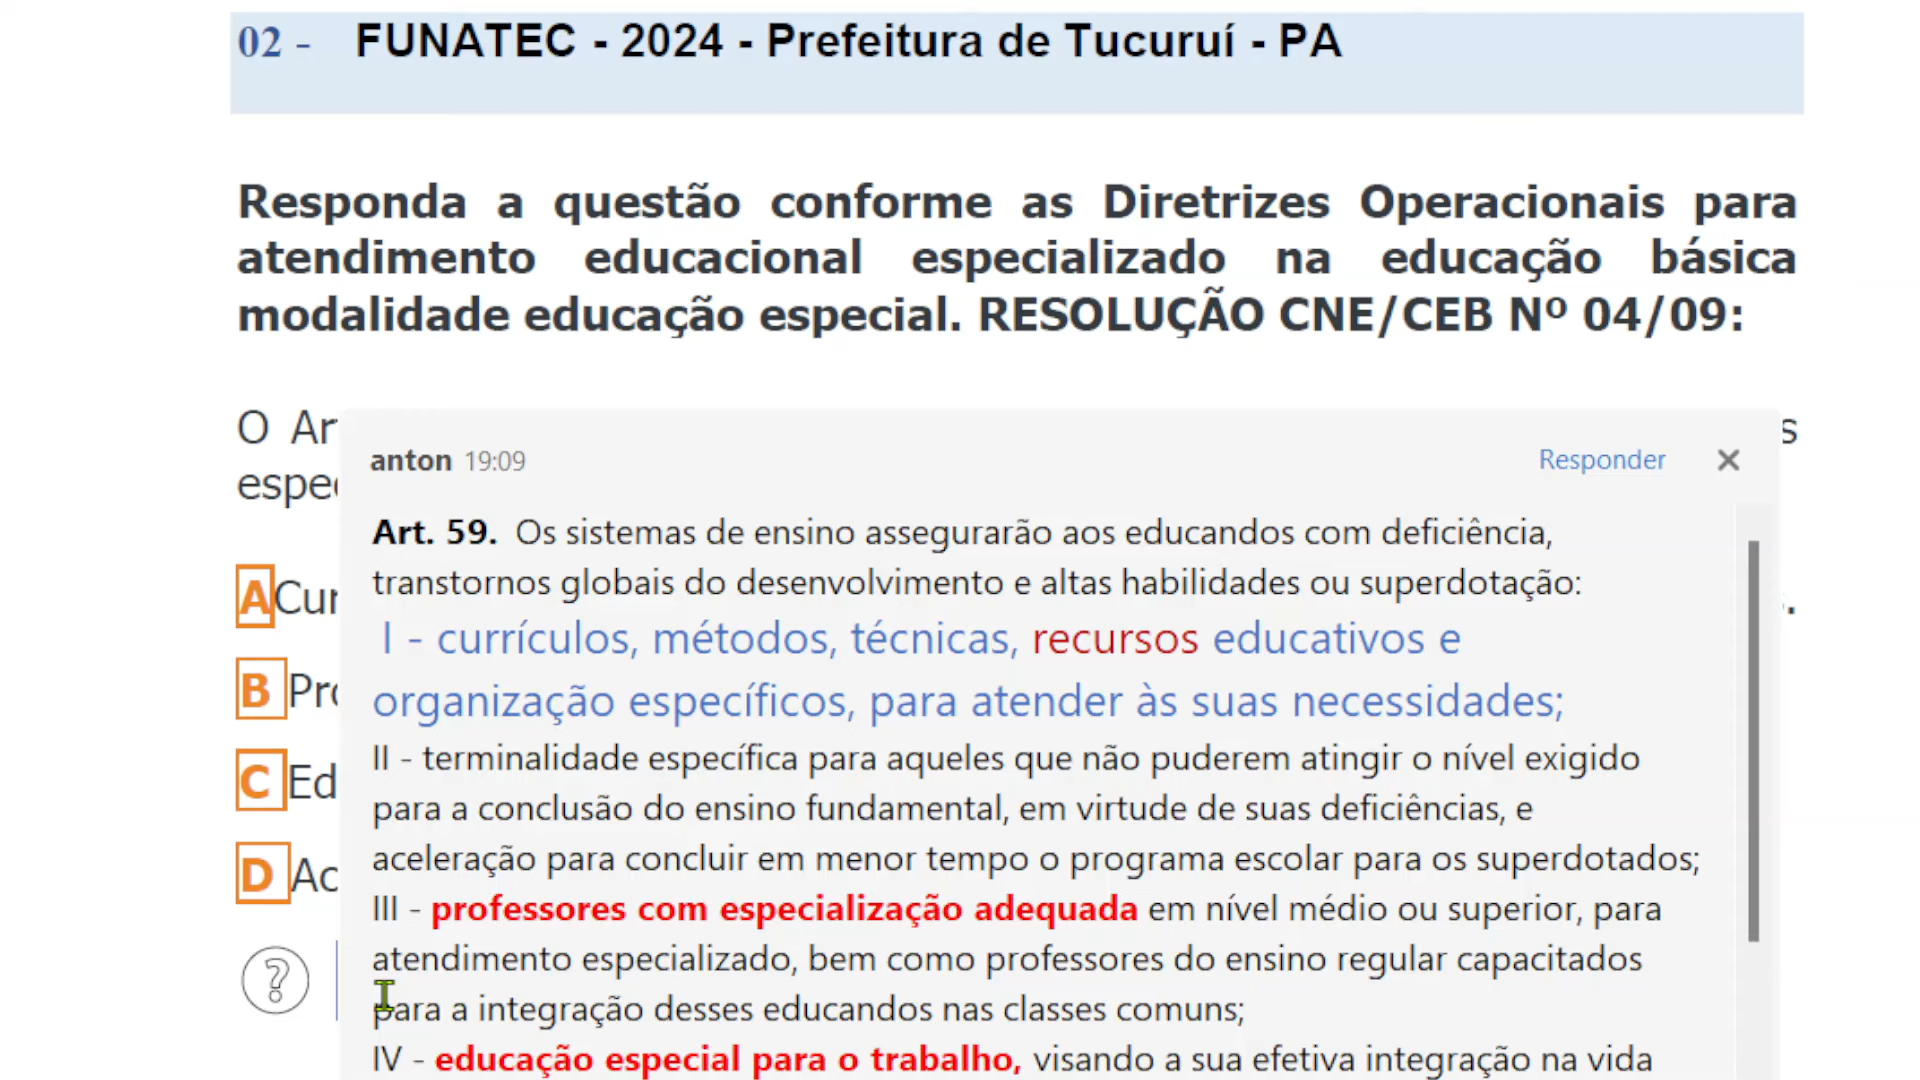 02 - FUNATEC - 2024 - Prefeitura de Tucuruí - PA
Responda a questão conforme as Diretrizes Operacionais para
atendimento educacional especializado na educação básica
modalidade educação especial. RESOLUÇÃO CNE/CEB Nº 04/09:
O
anton 19:09 Responder ×
Art. 59. Os sistemas de ensino assegurarão aos educandos com deficiência,
transtornos globais do desenvolvimento e altas habilidades ou superdotação:
I - currículos, métodos, técnicas, recursos educativos e
organização específicos, para atender às suas necessidades;
II - terminalidade específica para aqueles que não puderem atingir o nível exigido
para a conclusão do ensino fundamental, em virtude de suas deficiências, e
aceleração para concluir em menor tempo o programa escolar para os superdotados;
III - professores com especialização adequada em nível médio ou superior, para
atendimento especializado, bem como professores do ensino regular capacitados
para a integração desses educandos nas classes comuns;
IV - educação especial para o trabalho, visando a sua efetiva integração na vida
A
B
C
D
?